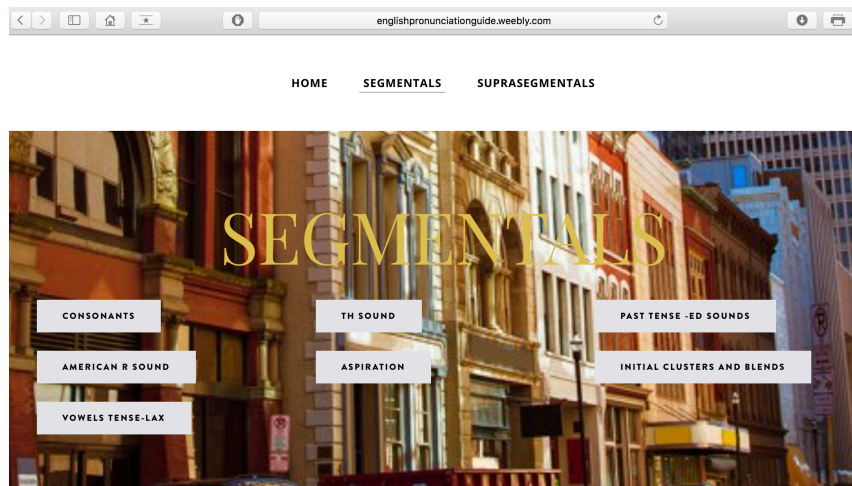 englishpronunciationguide.weebly.com
HOME SEGMENTALS SUPRASEGMENTALS
SEGMENTALS
CONSONANTS TH SOUND PAST TENSE -ED SOUNDS
AMERICAN R SOUND ASPIRATION INITIAL CLUSTERS AND BLENDS
VOWELS TENSE-LAX